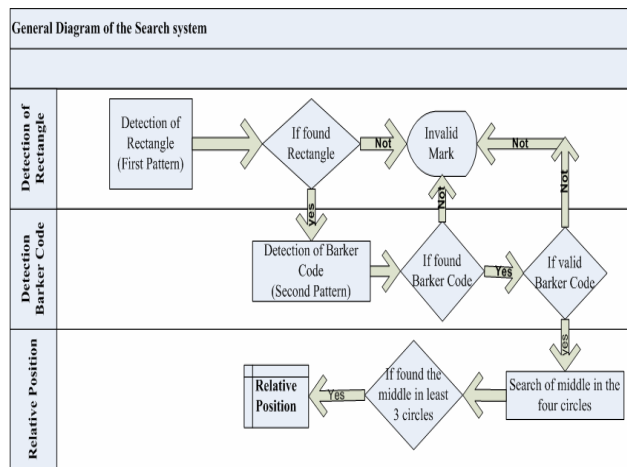 General Diagram of the Search system
Detection of
Rectangle
Detection of
Rectangle
(First Pattern)
If found
Rectangle
Not
Invalid
Mark
Not
yes
Not
Not
Detection
Barker Code
Detection of Barker
Code
(Second Pattern)
If found
Barker Code
Yes
If valid
Barker Code
yes
Relative Position
Relative
Position
Yes
If found the
middle in least
3 circles
Search of middle in the
four circles